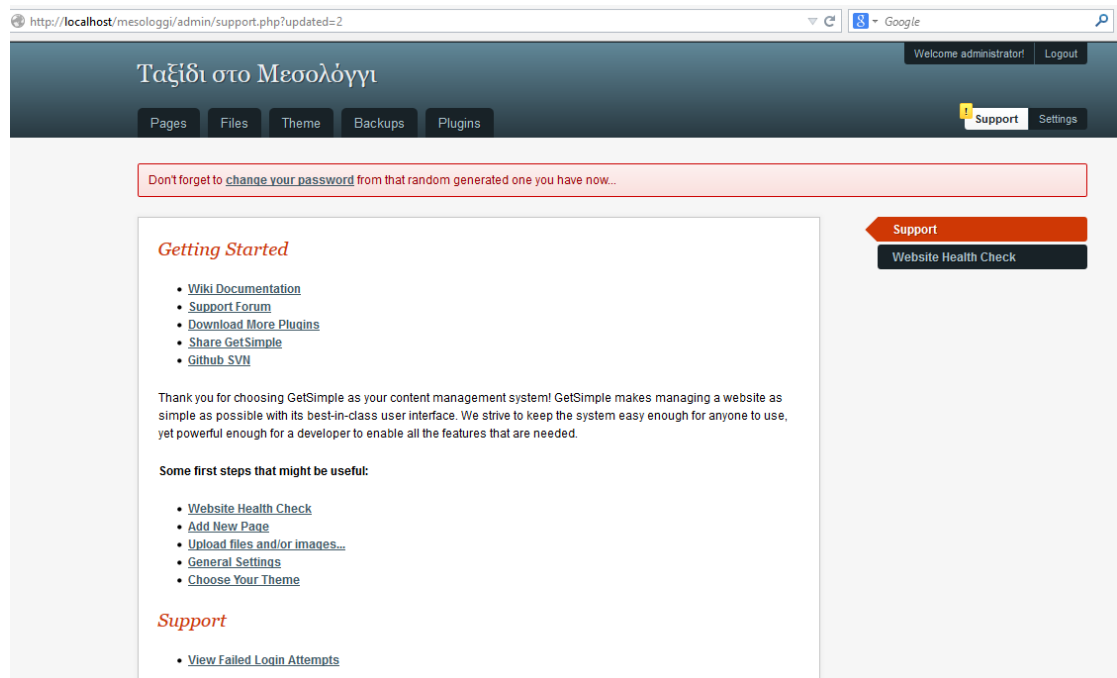 http://localhost/mesologgi/admin/support.php?updated=2
8 Google
Welcome administrator! Logout
Ταξίδι στο Μεσολόγγι
Pages Files Theme Backups Plugins
! Support Settings
Don't forget to change your password from that random generated one you have now...
Support
Website Health Check
Getting Started
Wiki Documentation
Support Forum
Download More Plugins
Share GetSimple
Github SVN
Thank you for choosing GetSimple as your content management system! GetSimple makes managing a website as
simple as possible with its best-in-class user interface. We strive to keep the system easy enough for anyone to use,
yet powerful enough for a developer to enable all the features that are needed.
Some first steps that might be useful:
Website Health Check
Add New Page
Upload files and/or images...
General Settings
Choose Your Theme
Support
View Failed Login Attempts